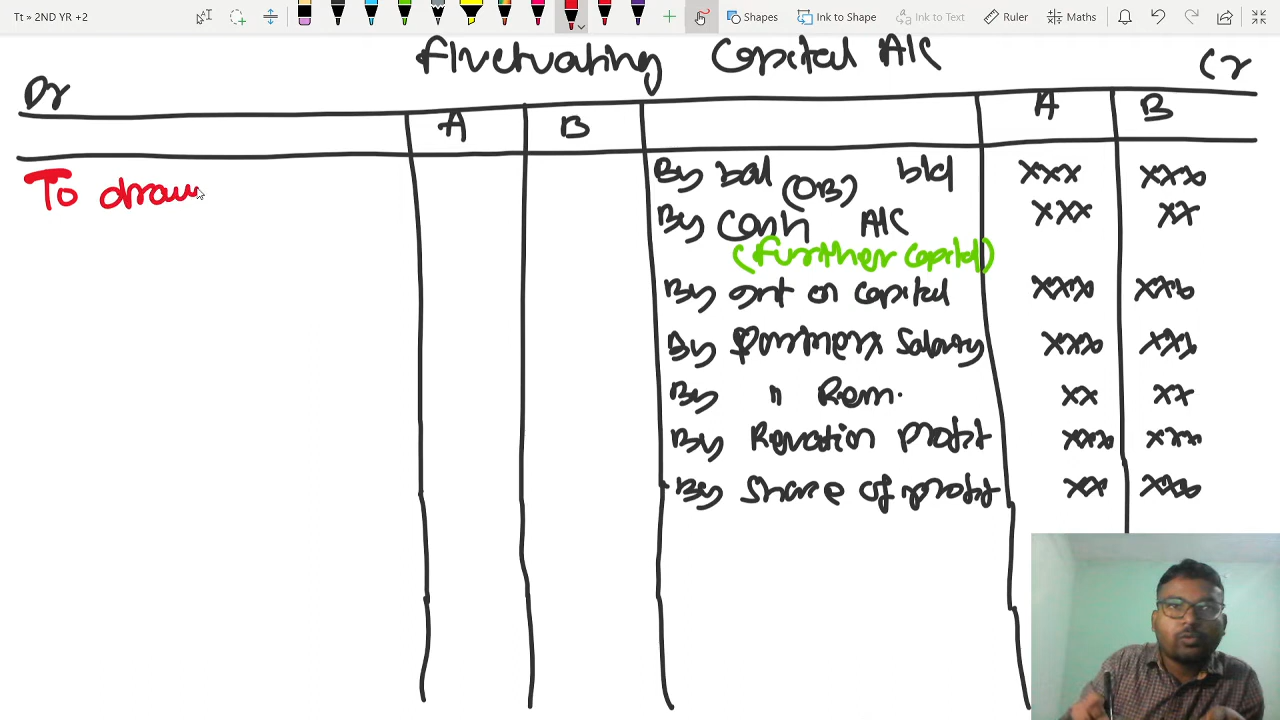 Tt » 2ND YR +2
Shapes Ink to Shape Ink to Text Ruler Maths
Fluctuating Capital A/C
Dr Cr
A B A B
To draw
By bal b/d xxx xxx
(OB)
By Cash A/C xxx xx
(further capital)
By Int on capital xxx xxx
By partners Salary xxx xxx
By " Rem. xx xx
By Revation profit xxx xxx
By Share of profit xx xxx